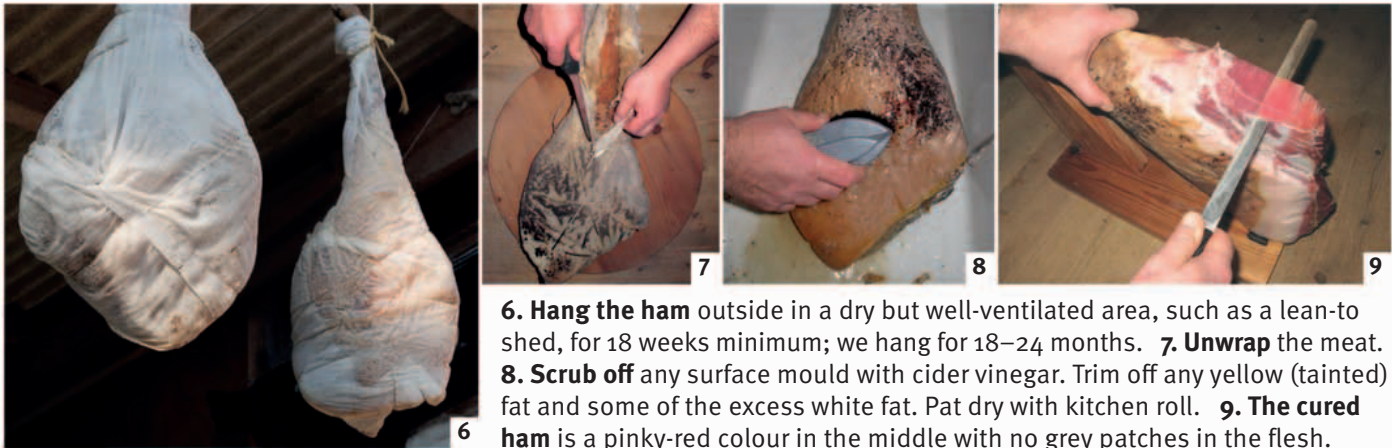 7
8
9
6
6. Hang the ham outside in a dry but well-ventilated area, such as a lean-to
shed, for 18 weeks minimum; we hang for 18–24 months. 7. Unwrap the meat.
8. Scrub off any surface mould with cider vinegar. Trim off any yellow (tainted)
fat and some of the excess white fat. Pat dry with kitchen roll. 9. The cured
ham is a pinky-red colour in the middle with no grey patches in the flesh.